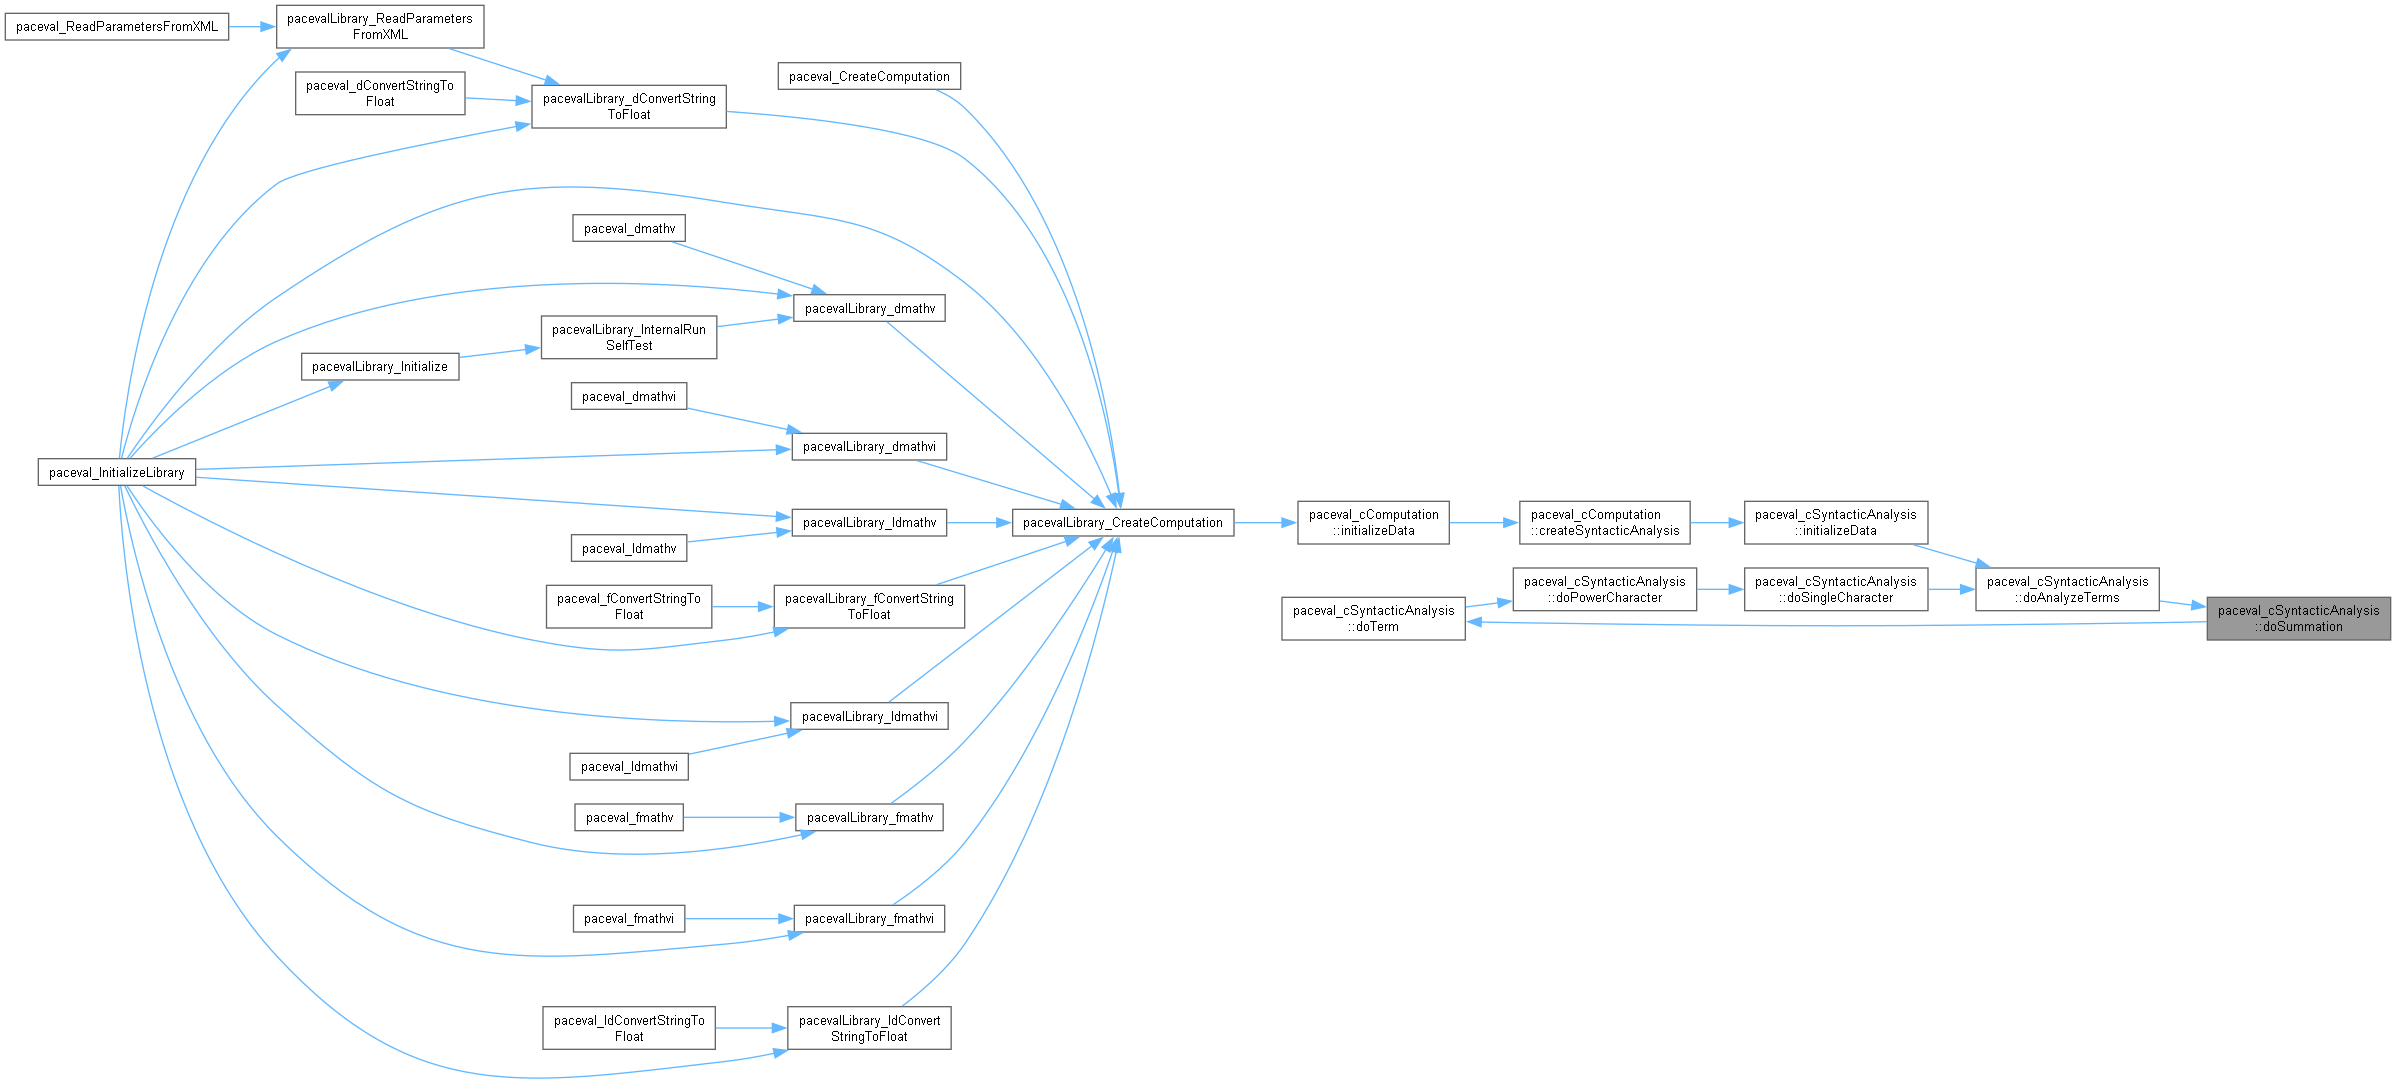 paceval_ReadParametersFromXML
pacevalLibrary_ReadParameters
FromXML
paceval_dConvertStringTo
Float
pacevalLibrary_dConvertString
ToFloat
paceval_CreateComputation
paceval_dmathv
pacevalLibrary_dmathv
pacevalLibrary_InternalRun
SelfTest
pacevalLibrary_Initialize
paceval_dmathvi
pacevalLibrary_dmathvi
paceval_InitializeLibrary
pacevalLibrary_ldmathv
paceval_ldmathv
pacevalLibrary_CreateComputation
paceval_cComputation
::initializeData
paceval_cComputation
::createSyntacticAnalysis
paceval_cSyntacticAnalysis
::initializeData
paceval_fConvertStringTo
Float
pacevalLibrary_fConvertString
ToFloat
paceval_cSyntacticAnalysis
::doTerm
paceval_cSyntacticAnalysis
::doPowerCharacter
paceval_cSyntacticAnalysis
::doSingleCharacter
paceval_cSyntacticAnalysis
::doAnalyzeTerms
paceval_cSyntacticAnalysis
::doSummation
pacevalLibrary_ldmathvi
paceval_ldmathvi
paceval_fmathv
pacevalLibrary_fmathv
paceval_fmathvi
pacevalLibrary_fmathvi
paceval_ldConvertStringTo
Float
pacevalLibrary_ldConvert
StringToFloat